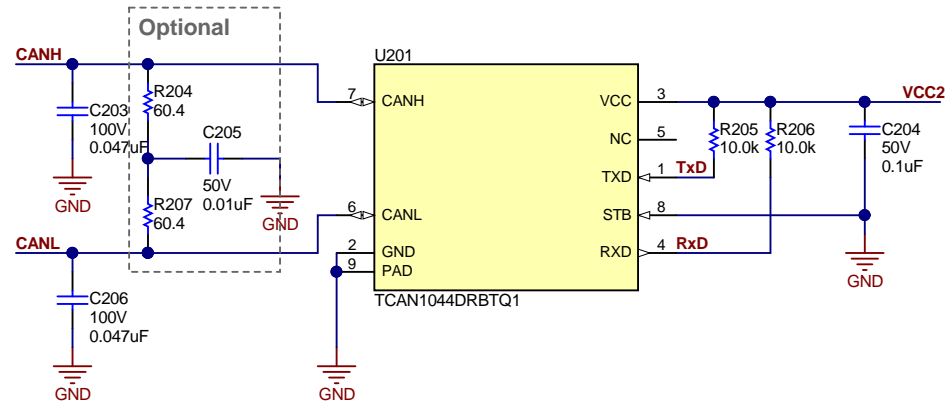 Optional
CANH
R204
60.4
C203
100V
0.047uF
GND
C205
50V
0.01uF
GND
R207
60.4
CANL
C206
100V
0.047uF
GND
U201
7
CANH
6
CANL
2
GND
9
PAD
VCC
3
NC
5
TXD
1
TxD
STB
8
RXD
4
RxD
TCAN1044DRBTQ1
GND
VCC2
R205
10.0k
R206
10.0k
C204
50V
0.1uF
GND